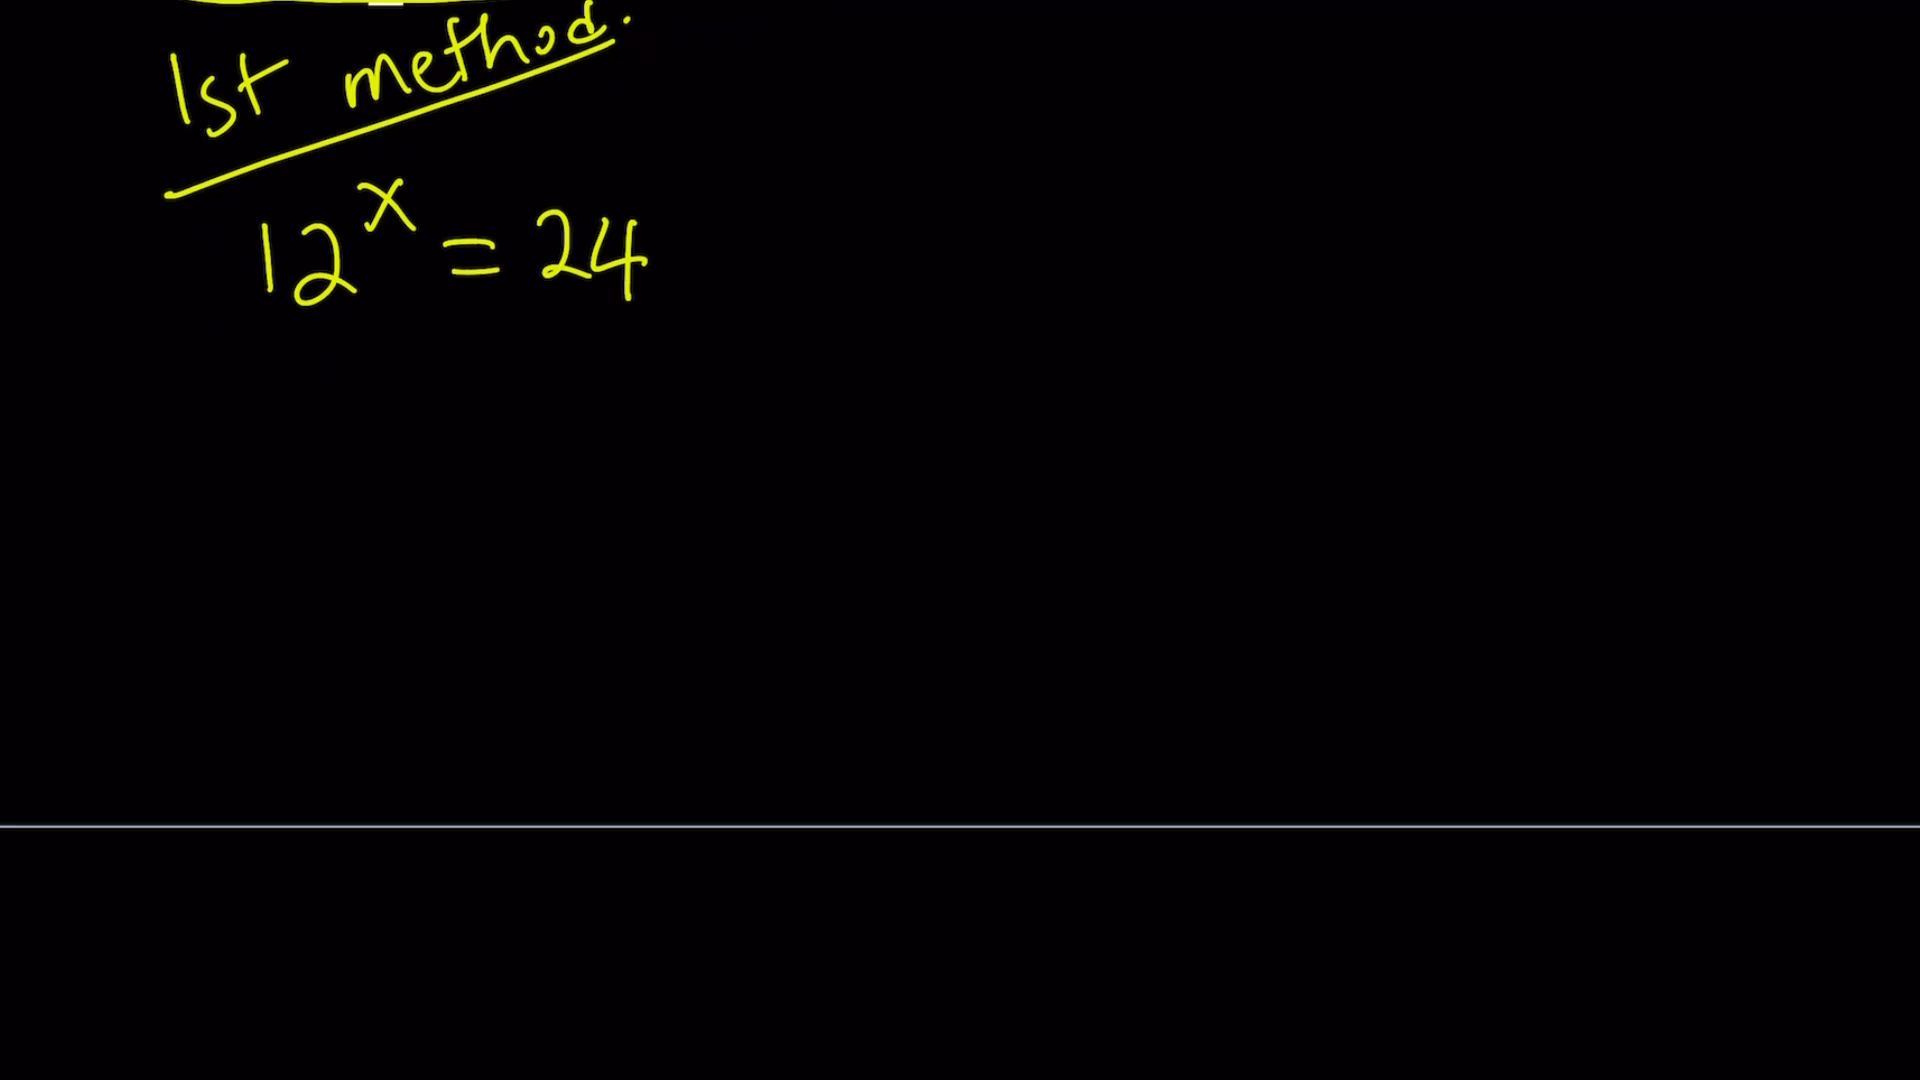 1st method.
12^x = 24